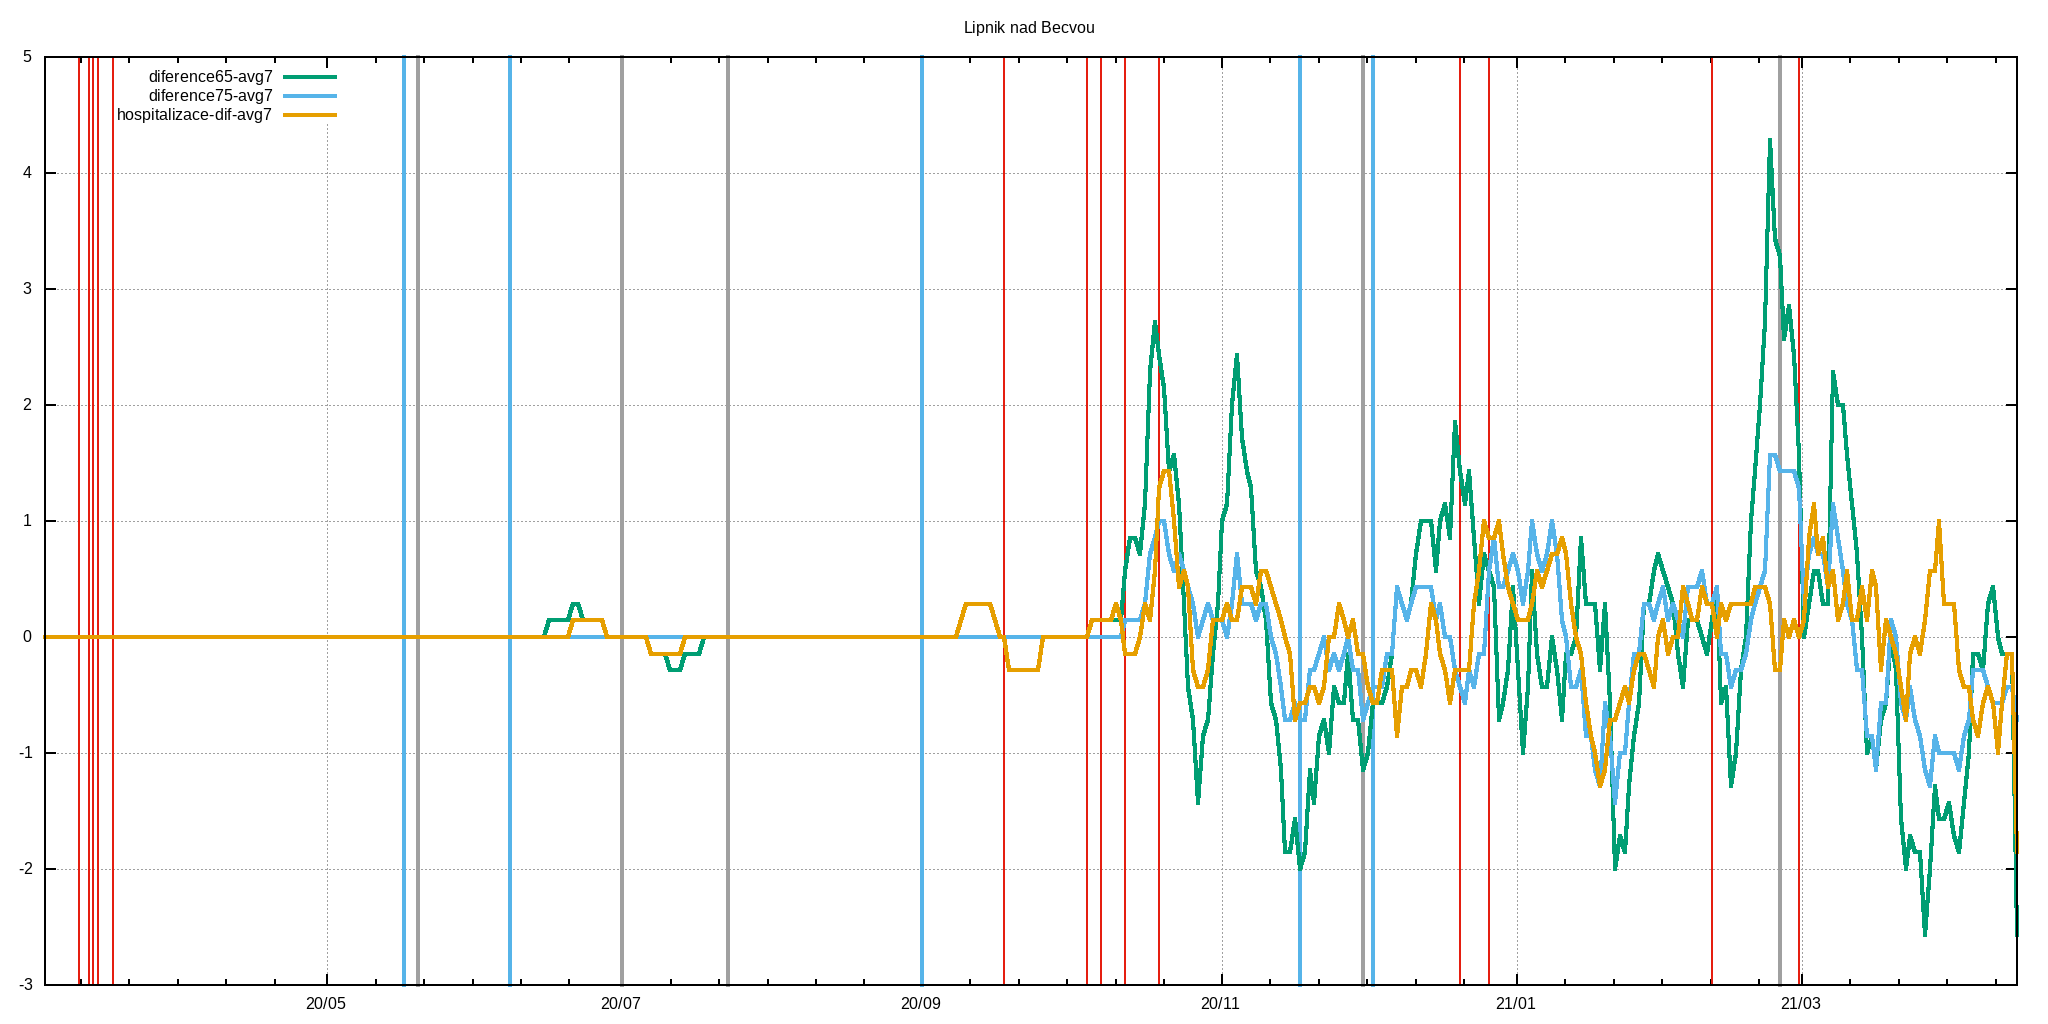 Lipnik nad Becvou
diference65-avg7
diference75-avg7
hospitalizace-dif-avg7
5
4
3
2
1
0
-1
-2
-3
20/05 20/07 20/09 20/11 21/01 21/03